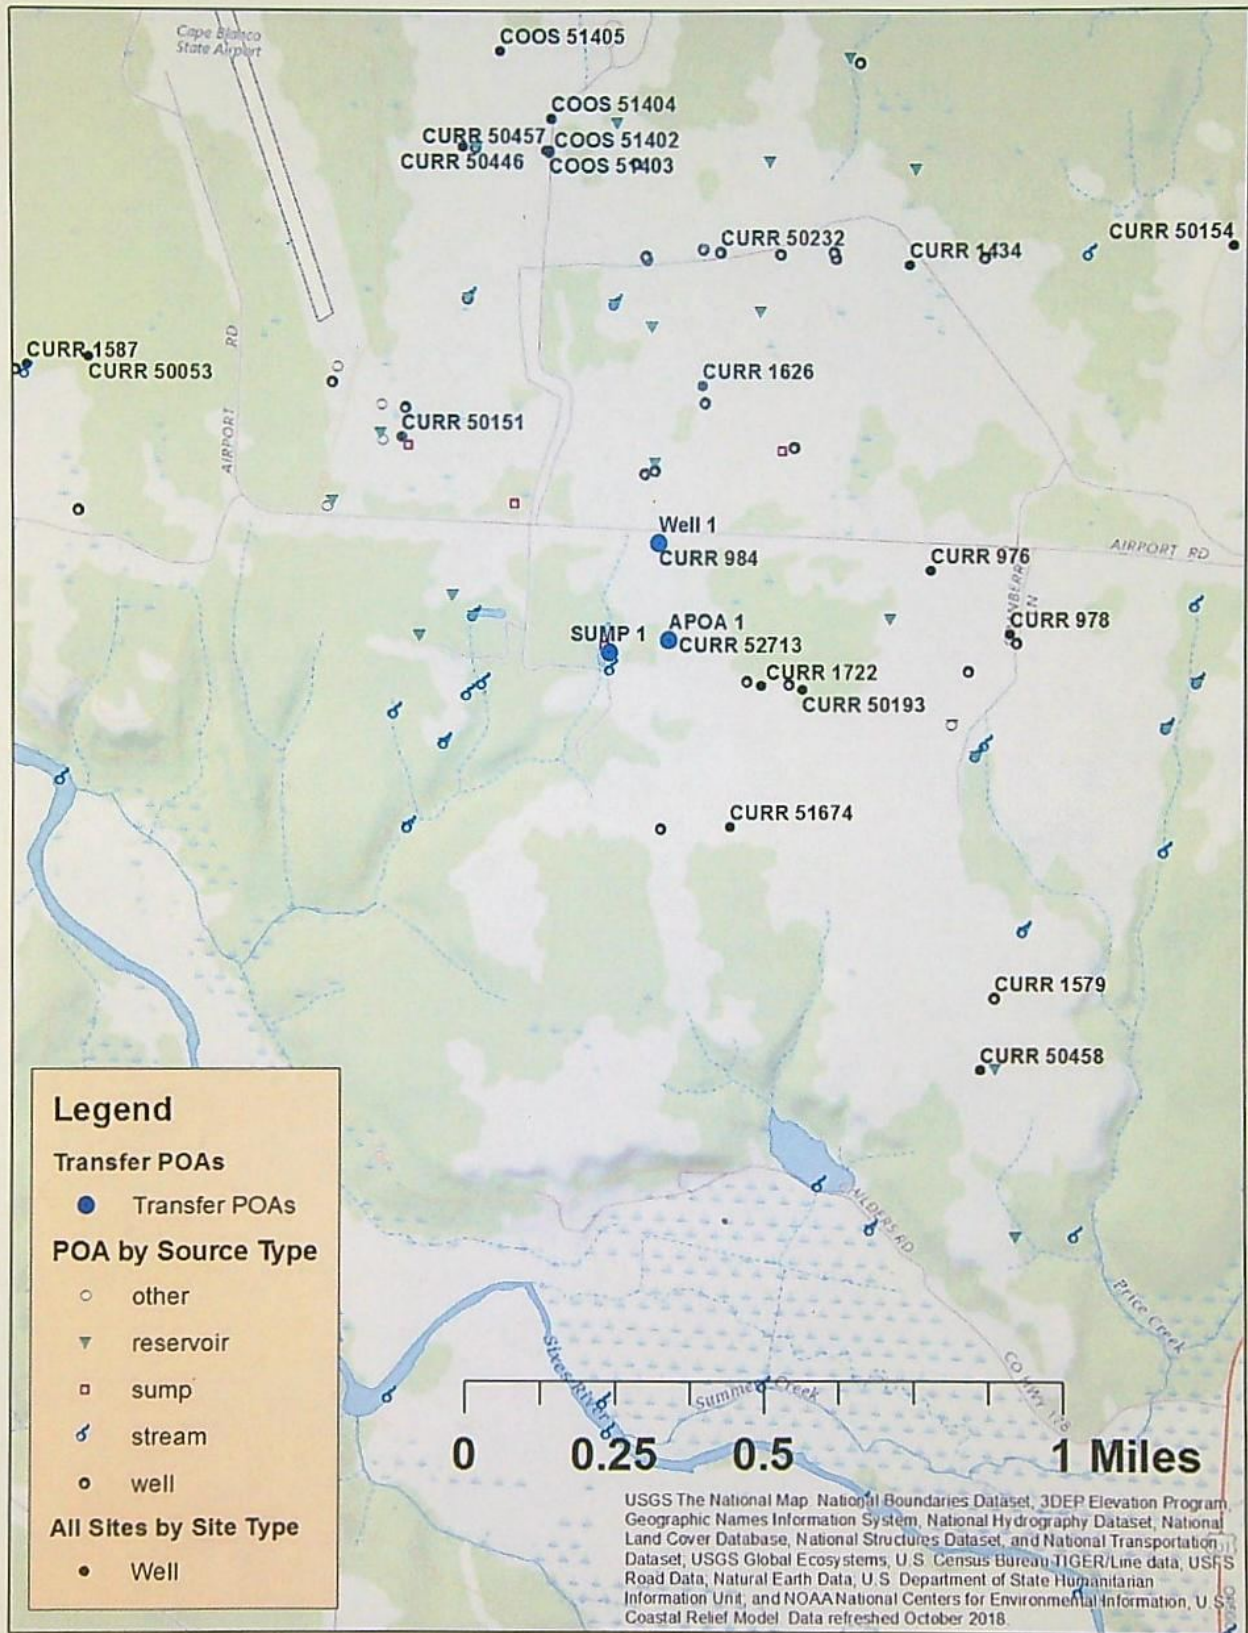 Cape Blanco
State Airport
COOS 51405
COOS 51404
CURR 50457
COOS 51402
CURR 50446
COOS 51403
CURR 50232
CURR 1434
CURR 50154
CURR 1587
CURR 50053
RD
AIRPORT
CURR 1626
CURR 50151
Well 1
CURR 984
CURR 976
AIRPORT RD
CURR 978
SUMP 1
APOA 1
CURR 52713
CURR 1722
CURR 50193
CURR 51674
CURR 1579
CURR 50458
Legend
Transfer POAs
Transfer POAs
POA by Source Type
other
reservoir
sump
stream
well
All Sites by Site Type
Well
Price Creek
Sixes River
Summer Creek
CO HWY
0 0.25 0.5 1 Miles
USGS The National Map. National Boundaries Dataset, 3DEP Elevation Program,
Geographic Names Information System, National Hydrography Dataset, National
Land Cover Database, National Structures Dataset, and National Transportation
Dataset; USGS Global Ecosystems; U.S. Census Bureau TIGER/Line data; USFS
Road Data; Natural Earth Data; U.S. Department of State Humanitarian
Information Unit; and NOAA National Centers for Environmental Information, U.S.
Coastal Relief Model. Data refreshed October 2018.